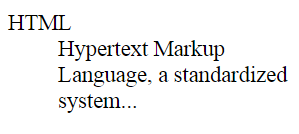 HTML
Hypertext Markup
Language, a standardized
system...